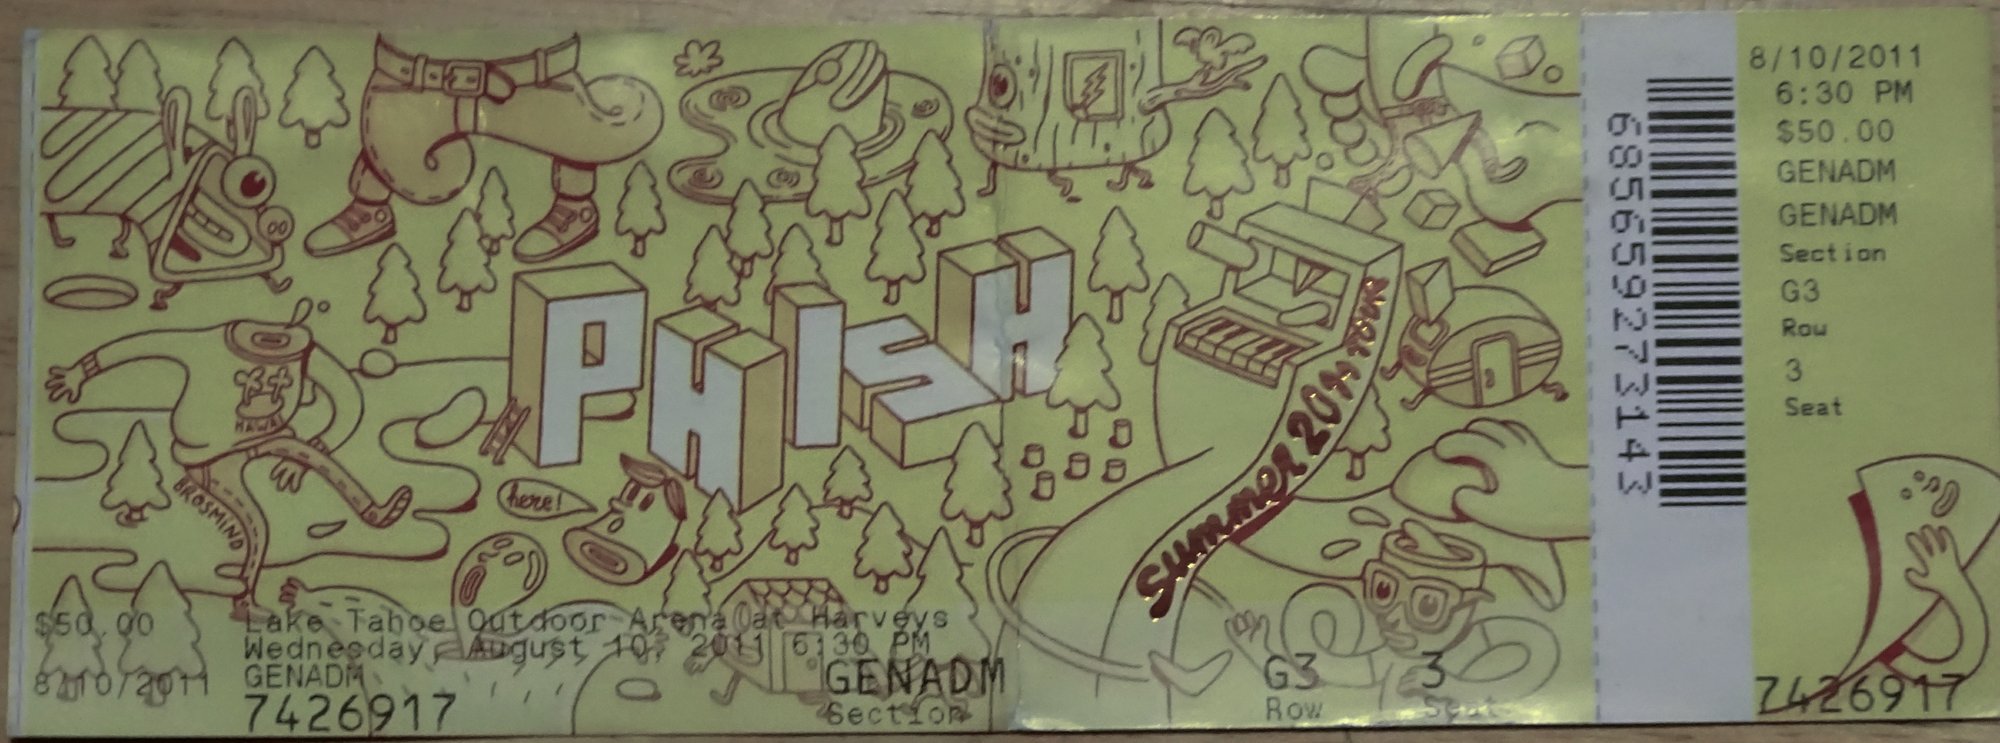 PHISH
Summer 2011 Tour
HAWAI
BROSMIND
here!
$50.00
8/10/2011
Lake Tahoe Outdoor Arena at Harveys
Wednesday, August 10, 2011 6:30 PM
GENADM
7426917
GENADM
Section
G3
Row
3
Seat
685659273143
8/10/2011
6:30 PM
$50.00
GENADM
GENADM
Section
G3
Row
3
Seat
7426917